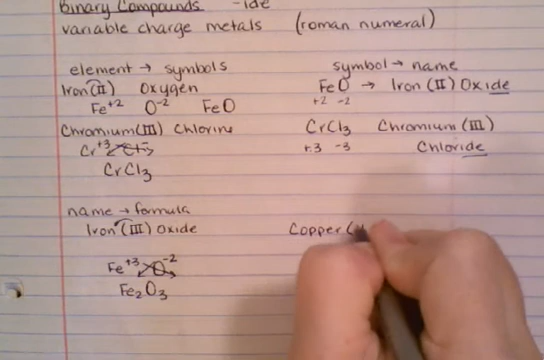 Binary Compounds -ide
variable charge metals (roman numeral)
element → symbols
Iron(II) Oxygen
Fe+2 O-2 FeO
Chromium(III) Chlorine
Cr+3 Cl-
CrCl3
symbol → name
FeO → Iron (II) Oxide
+2 -2
CrCl3 Chromium (III)
+3 -3 Chloride
name → formula
Iron (III) Oxide
Fe+3 O-2
Fe2O3
Copper (